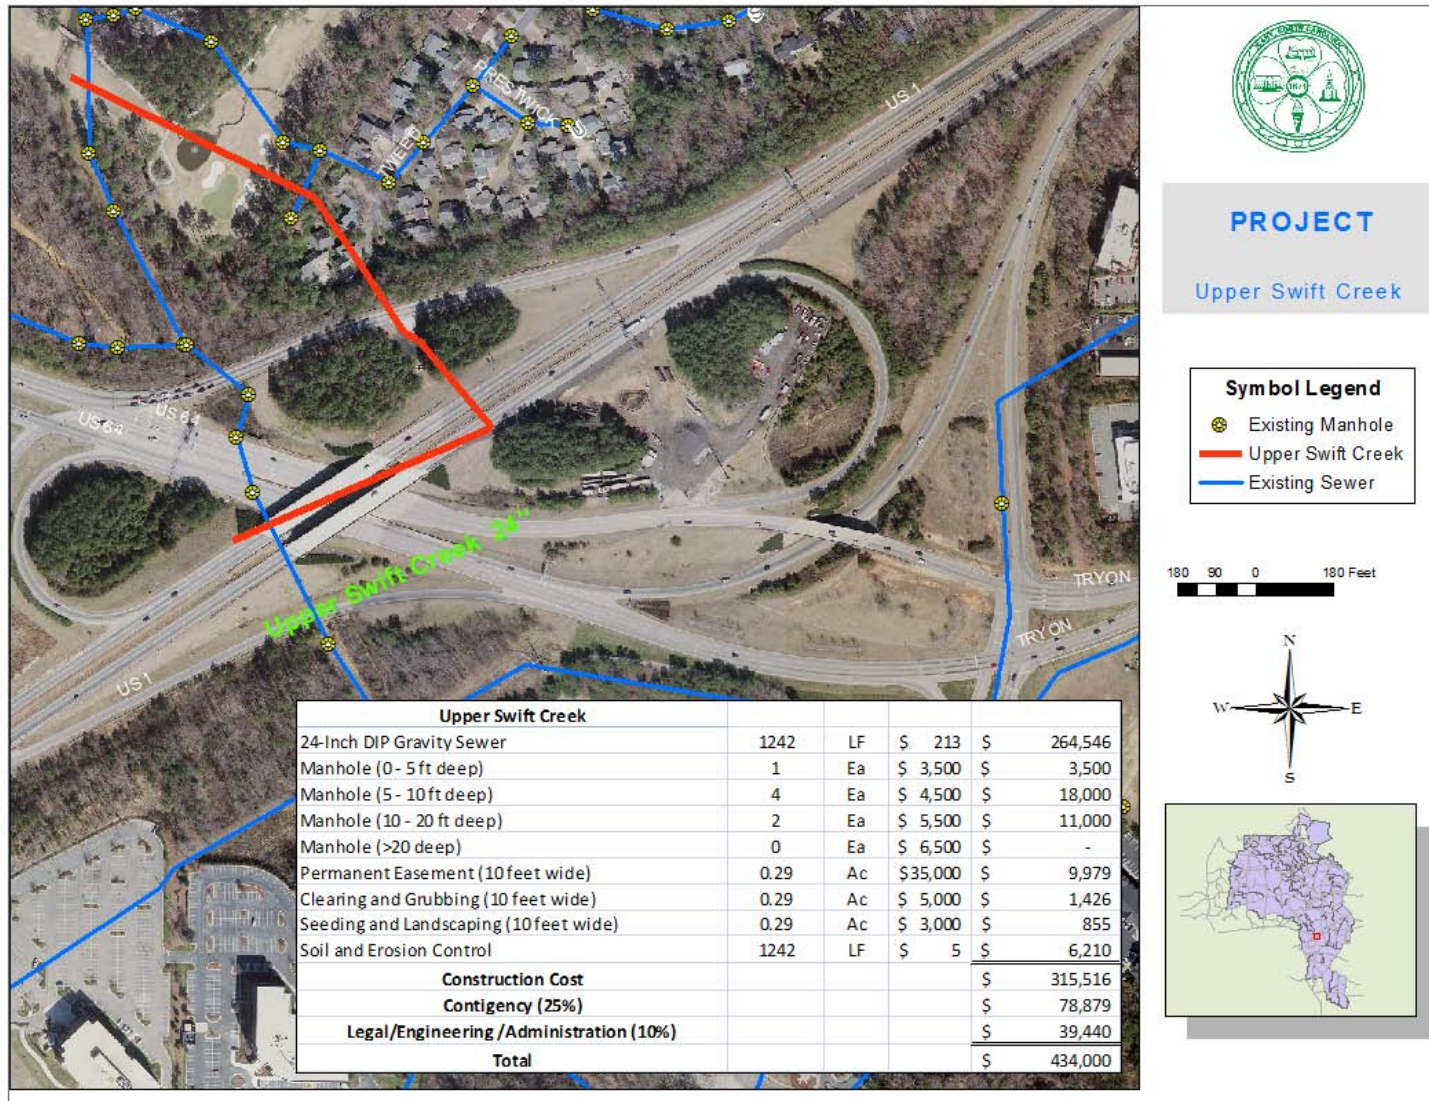 PRESTWICK
TWEED
US 1
US 64
US 64
Upper Swift Creek 24"
US 1
TRYON
TRYON
Upper Swift Creek
24-Inch DIP Gravity Sewer 1242 LF $ 213 $ 264,546
Manhole (0 - 5 ft deep) 1 Ea $ 3,500 $ 3,500
Manhole (5 - 10 ft deep) 4 Ea $ 4,500 $ 18,000
Manhole (10 - 20 ft deep) 2 Ea $ 5,500 $ 11,000
Manhole (>20 deep) 0 Ea $ 6,500 $ -
Permanent Easement (10 feet wide) 0.29 Ac $35,000 $ 9,979
Clearing and Grubbing (10 feet wide) 0.29 Ac $ 5,000 $ 1,426
Seeding and Landscaping (10 feet wide) 0.29 Ac $ 3,000 $ 855
Soil and Erosion Control 1242 LF $ 5 $ 6,210
Construction Cost $ 315,516
Contigency (25%) $ 78,879
Legal/Engineering/Administration (10%) $ 39,440
Total $ 434,000
1871
PROJECT
Upper Swift Creek
Symbol Legend
Existing Manhole
Upper Swift Creek
Existing Sewer
180 90 0 180 Feet
N
W E
S